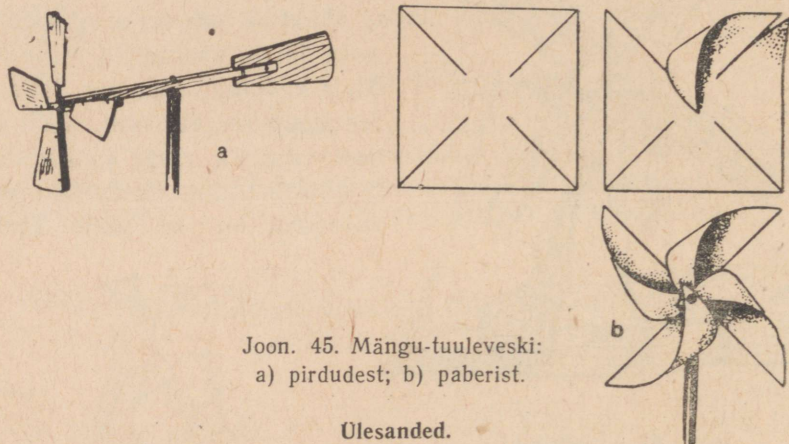 a
b
Joon. 45. Mängu-tuuleveski:
a) pirdudest; b) paberist.
Ülesanded.